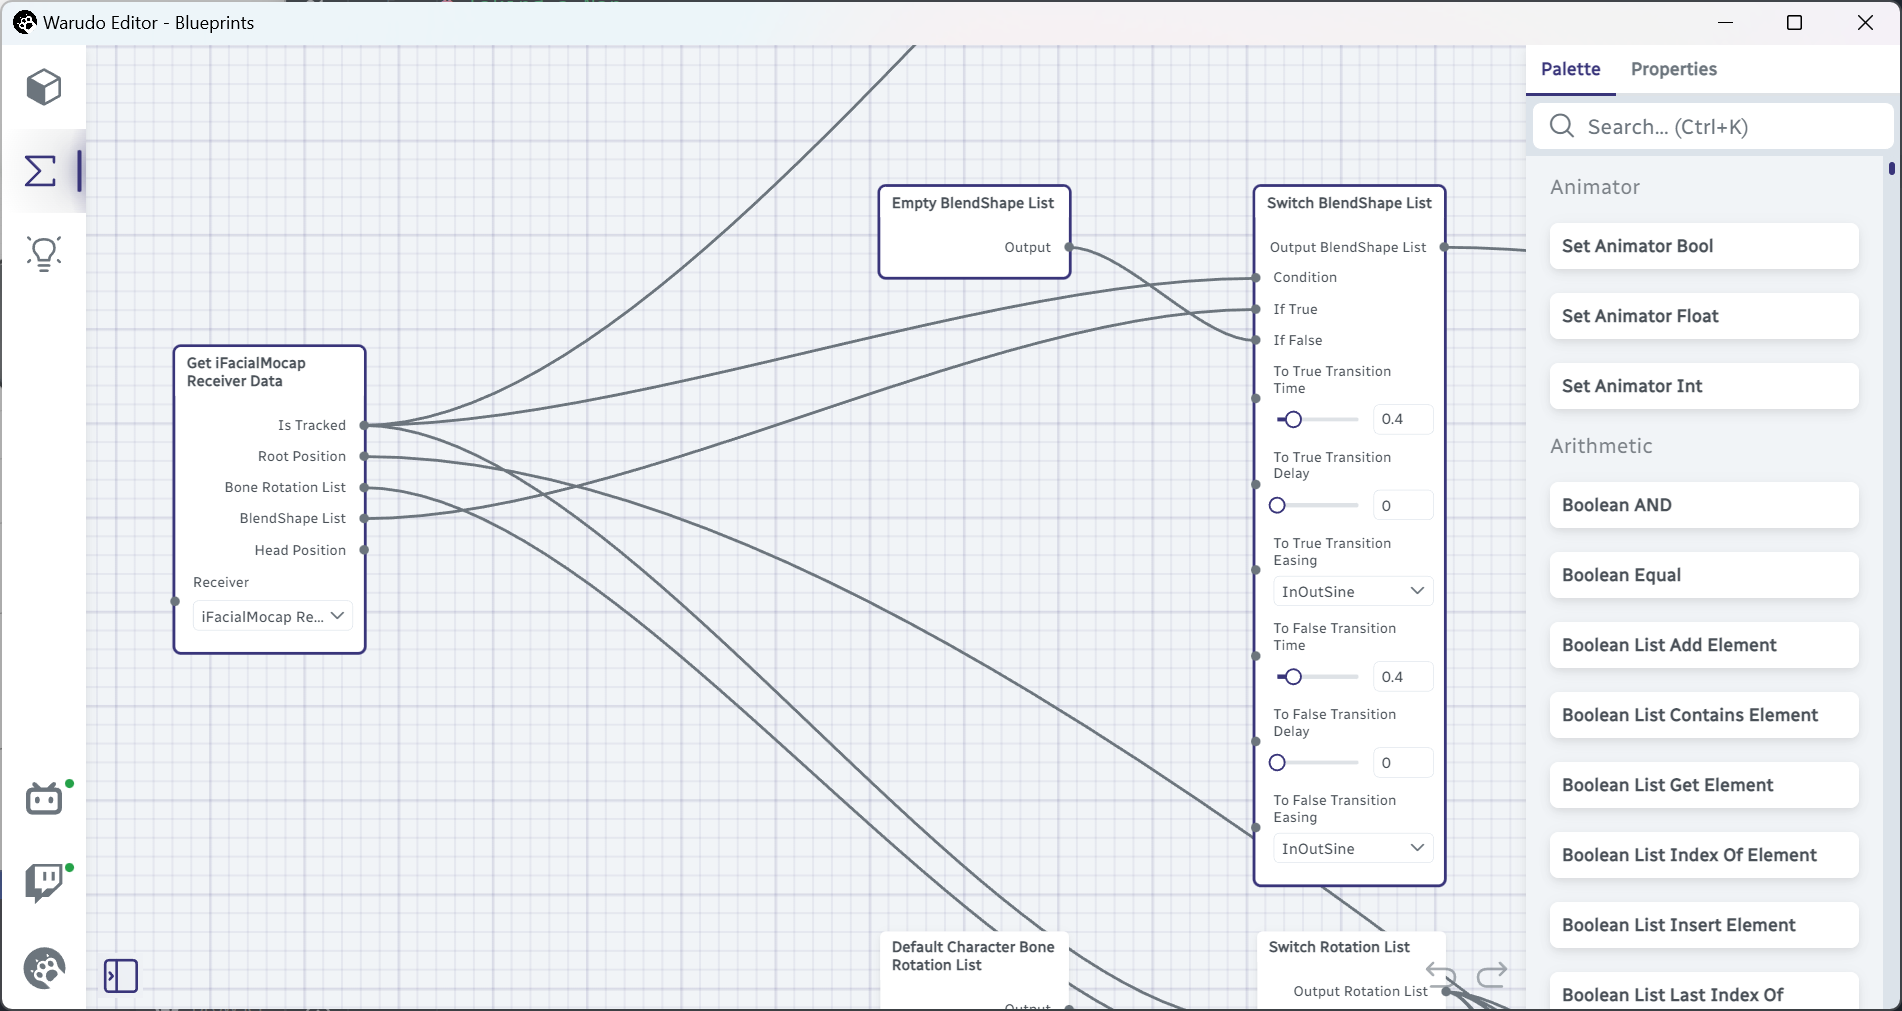 Warudo Editor - Blueprints
Palette
Properties
Search... (Ctrl+K)
Animator
Set Animator Bool
Set Animator Float
Set Animator Int
Arithmetic
Boolean AND
Boolean Equal
Boolean List Add Element
Boolean List Contains Element
Boolean List Get Element
Boolean List Index Of Element
Boolean List Insert Element
Boolean List Last Index Of
Empty BlendShape List
Output
Switch BlendShape List
Output BlendShape List
Condition
If True
If False
To True Transition
Time
0.4
To True Transition
Delay
0
To True Transition
Easing
InOutSine
To False Transition
Time
0.4
To False Transition
Delay
0
To False Transition
Easing
InOutSine
Get iFacialMocap
Receiver Data
Is Tracked
Root Position
Bone Rotation List
BlendShape List
Head Position
Receiver
iFacialMocap Re...
Default Character Bone
Rotation List
Output
Switch Rotation List
Output Rotation List